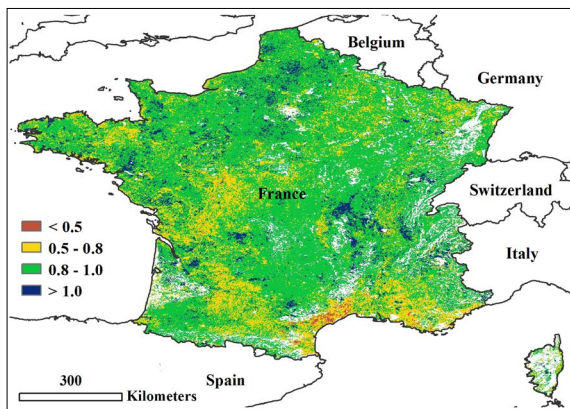 Belgium
Germany
France
Switzerland
Italy
< 0.5
0.5 - 0.8
0.8 - 1.0
> 1.0
300
Kilometers
Spain